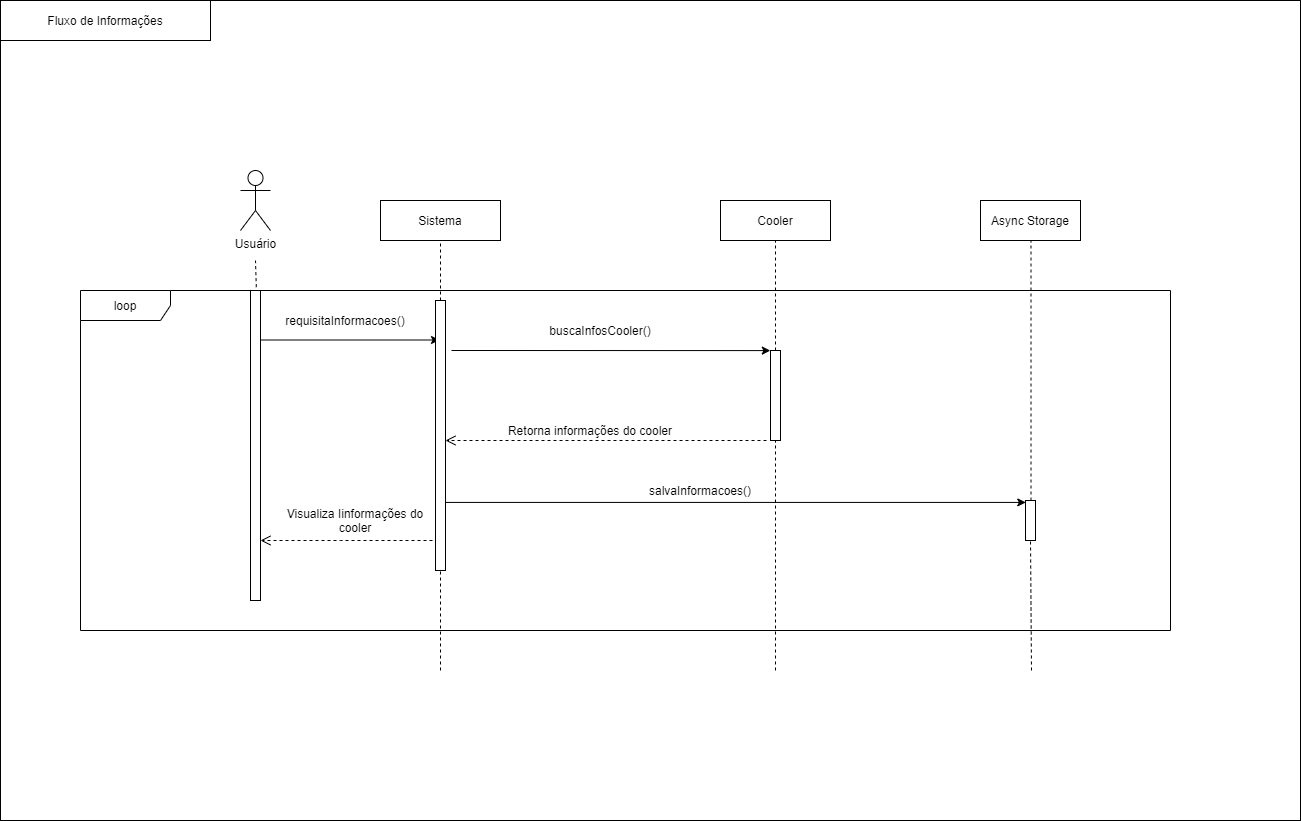 Fluxo de Informações
Usuário
Sistema
Cooler
Async Storage
loop
requisitaInformacoes()
buscaInfosCooler()
Retorna informações do cooler
salvaInformacoes()
Visualiza Iinformações do
cooler